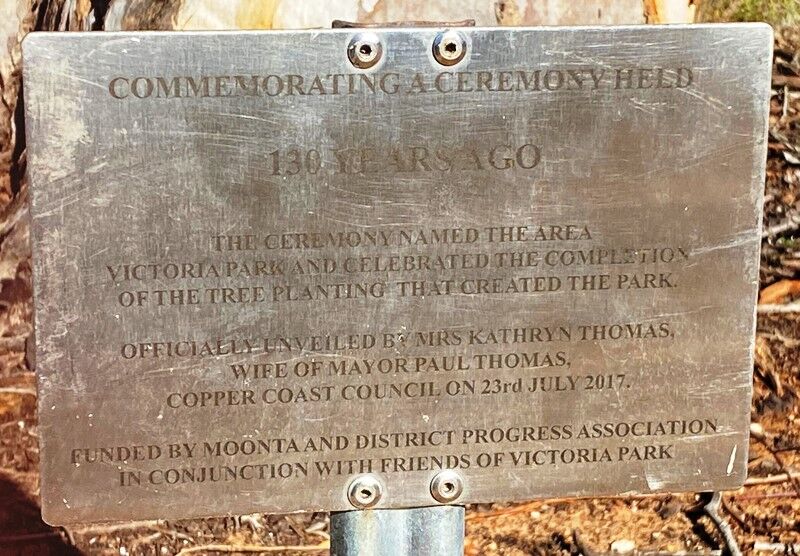 COMMEMORATING A CEREMONY HELD
130 YEARS AGO
THE CEREMONY NAMED THE AREA
VICTORIA PARK AND CELEBRATED THE COMPLETION
OF THE TREE PLANTING THAT CREATED THE PARK.
OFFICIALLY UNVEILED BY MRS KATHRYN THOMAS,
WIFE OF MAYOR PAUL THOMAS,
COPPER COAST COUNCIL ON 23rd JULY 2017.
FUNDED BY MOONTA AND DISTRICT PROGRESS ASSOCIATION
IN CONJUNCTION WITH FRIENDS OF VICTORIA PARK